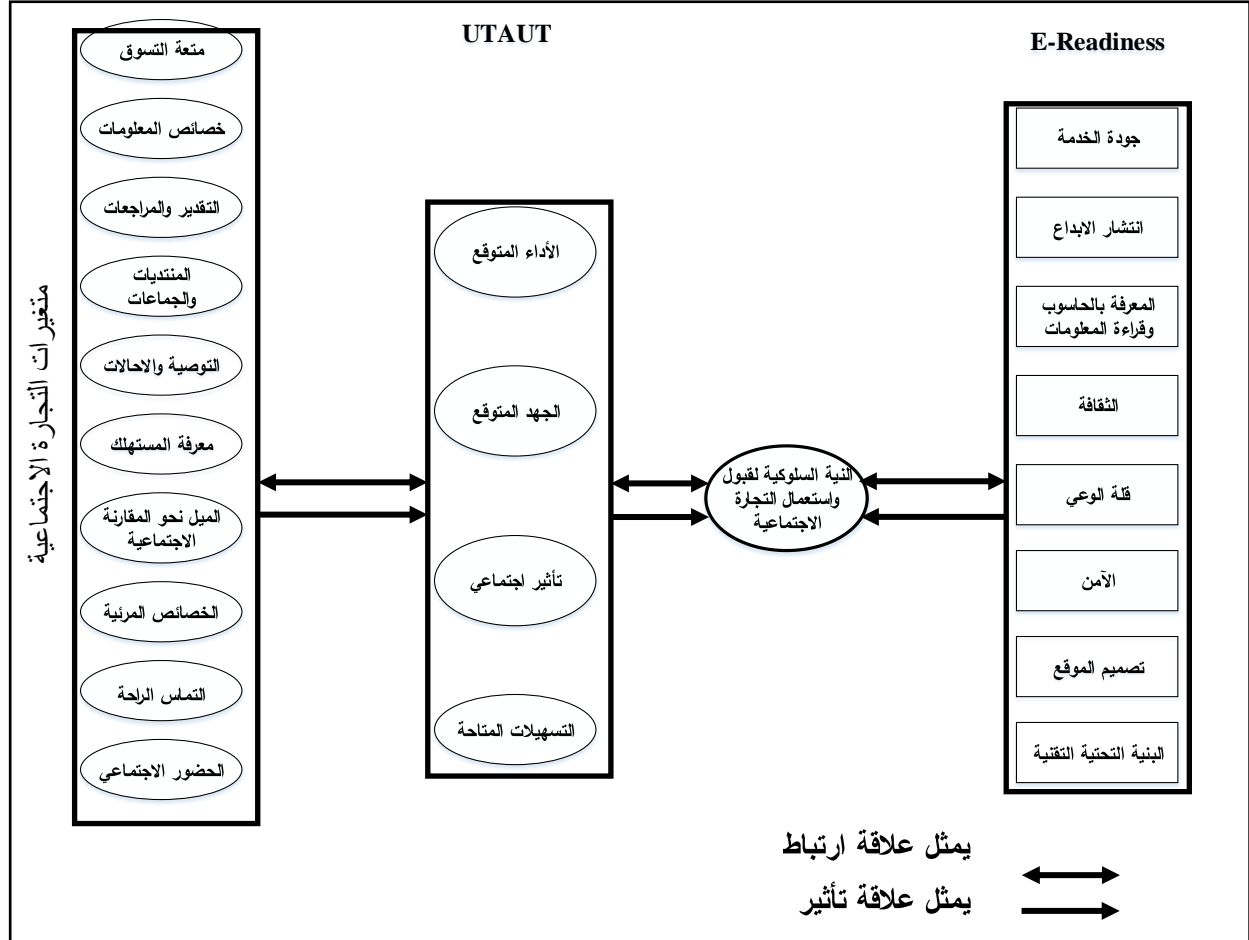 UTAUT
E-Readiness
متغيرات التجارة الاجتماعية
متعة التسوق
خصائص المعلومات
التقدير والمراجعات
المنتديات
والجماعات
التوصية والاحالات
معرفة المستهلك
الميل نحو المقارنة
الاجتماعية
الخصائص المرئية
التماس الراحة
الحضور الاجتماعي
الأداء المتوقع
الجهد المتوقع
تأثير اجتماعي
التسهيلات المتاحة
النية السلوكية لقبول
واستعمال التجارة
الاجتماعية
جودة الخدمة
انتشار الابداع
المعرفة بالحاسوب
وقراءة المعلومات
الثقافة
قلة الوعي
الآمن
تصميم الموقع
البنية التحتية التقنية
يمثل علاقة ارتباط
يمثل علاقة تأثير